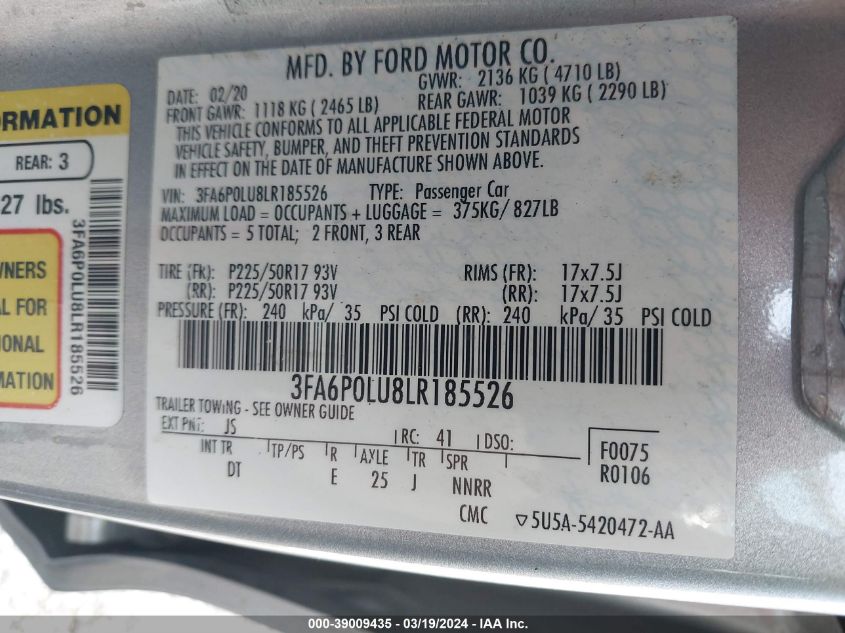 ORMATION
REAR: 3
27 lbs.
WNERS
AL FOR
IONAL
MATION
3FA6P0LU8LR185526
MFD. BY FORD MOTOR CO.
DATE: 02/20 GVWR: 2136 KG ( 4710 LB)
FRONT GAWR: 1118 KG ( 2465 LB) REAR GAWR: 1039 KG ( 2290 LB)
THIS VEHICLE CONFORMS TO ALL APPLICABLE FEDERAL MOTOR
VEHICLE SAFETY, BUMPER, AND THEFT PREVENTION STANDARDS
IN EFFECT ON THE DATE OF MANUFACTURE SHOWN ABOVE.
VIN: 3FA6P0LU8LR185526 TYPE: Passenger Car
MAXIMUM LOAD = OCCUPANTS + LUGGAGE = 375KG/ 827LB
OCCUPANTS = 5 TOTAL; 2 FRONT, 3 REAR
TIRE (FR): P225/50R17 93V RIMS (FR): 17x7.5J
(RR): P225/50R17 93V (RR): 17x7.5J
PRESSURE (FR): 240 kPa/ 35 PSI COLD (RR): 240 kPa/ 35 PSI COLD
3FA6P0LU8LR185526
TRAILER TOWING - SEE OWNER GUIDE
EXT PNT: JS RC: 41 DSO: F0075
INT TR TP/PS R AXLE TR SPR R0106
DT E 25 J NNRR
CMC ▽5U5A-5420472-AA
000-39009435 - 03/19/2024 - IAA Inc.